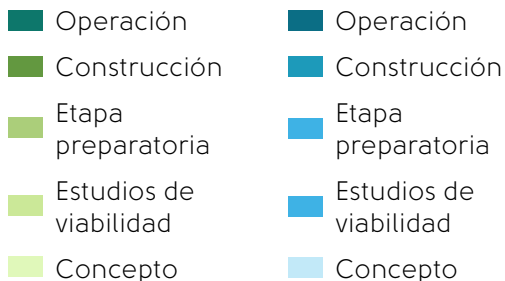 Operación
Construcción
Etapa
preparatoria
Estudios de
viabilidad
Concepto
Operación
Construcción
Etapa
preparatoria
Estudios de
viabilidad
Concepto